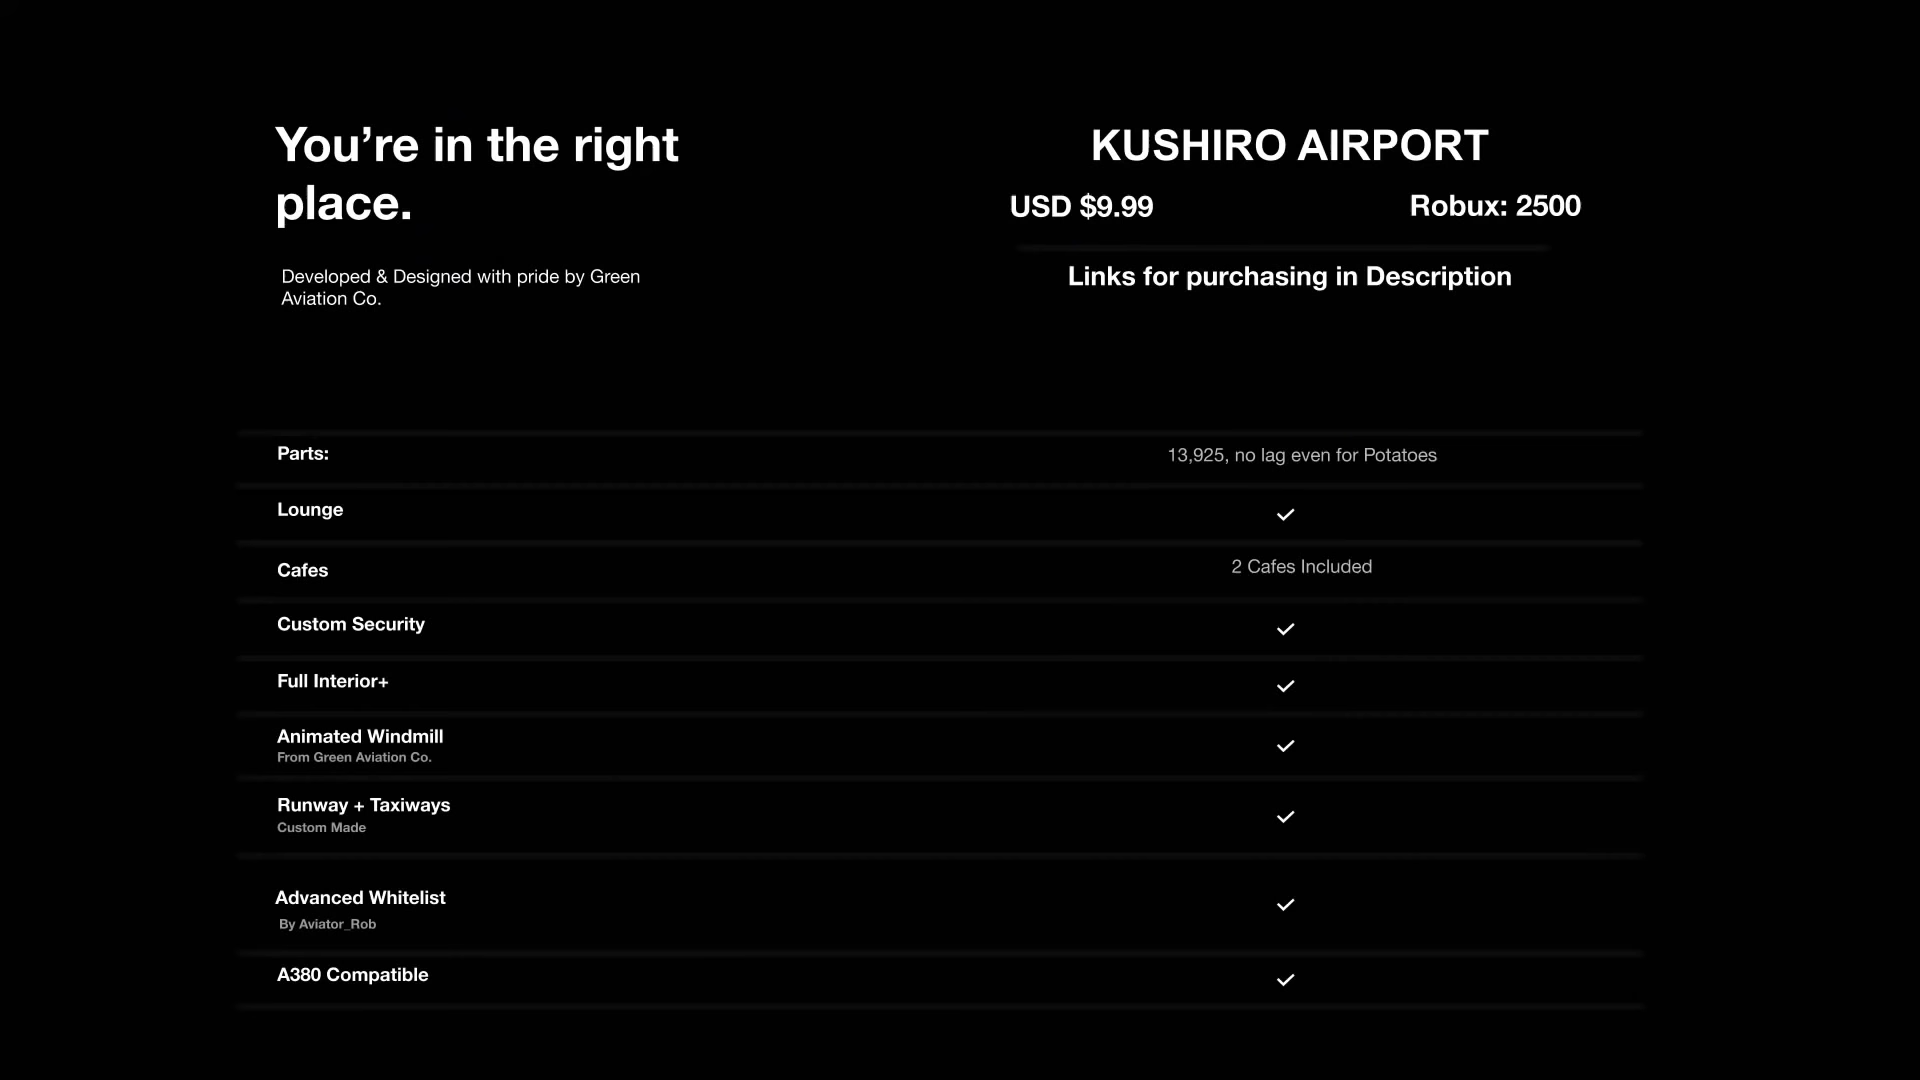 You're in the right
place.
Developed & Designed with pride by Green
Aviation Co.
KUSHIRO AIRPORT
USD $9.99
Robux: 2500
Links for purchasing in Description
Parts:
13,925, no lag even for Potatoes
Lounge
Cafes
2 Cafes Included
Custom Security
Full Interior+
Animated Windmill
From Green Aviation Co.
Runway + Taxiways
Custom Made
Advanced Whitelist
By Aviator_Rob
A380 Compatible